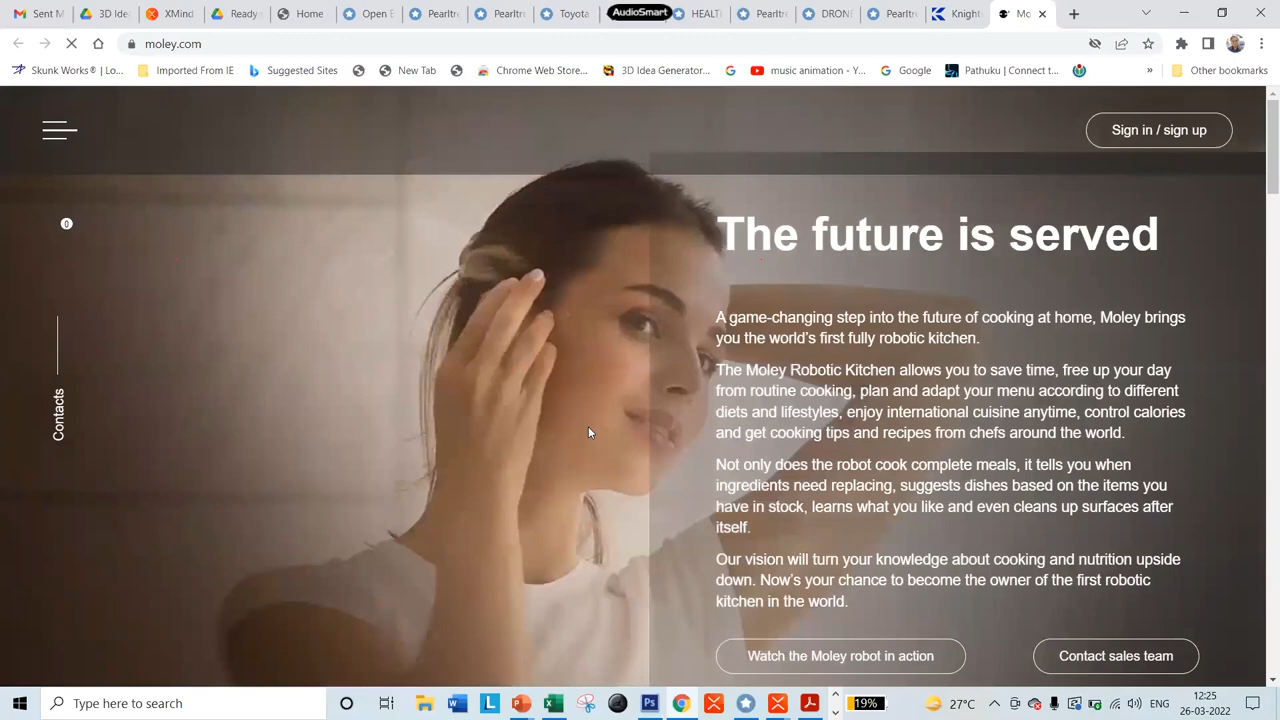 Sent M
3D Ide
XMind
Ready
Home
Pearltr
Pearltre
Touch
AudioSmart
HEALT
Pearltr
DRONE
Pearltr
Knight
Mo
moley.com
Skunk Works® | Lo...
Imported From IE
Suggested Sites
New Tab
Chrome Web Store...
3D Idea Generator...
music animation - Y...
Google
Pathuku | Connect t...
»
Other bookmarks
Sign in / sign up
0
The future is served
A game-changing step into the future of cooking at home, Moley brings
you the world's first fully robotic kitchen.
The Moley Robotic Kitchen allows you to save time, free up your day
from routine cooking, plan and adapt your menu according to different
diets and lifestyles, enjoy international cuisine anytime, control calories
and get cooking tips and recipes from chefs around the world.
Contacts
Not only does the robot cook complete meals, it tells you when
ingredients need replacing, suggests dishes based on the items you
have in stock, learns what you like and even cleans up surfaces after
itself.
Our vision will turn your knowledge about cooking and nutrition upside
down. Now's your chance to become the owner of the first robotic
kitchen in the world.
Watch the Moley robot in action
Contact sales team
Type here to search
19%
27°C
ENG
12:25
26-03-2022